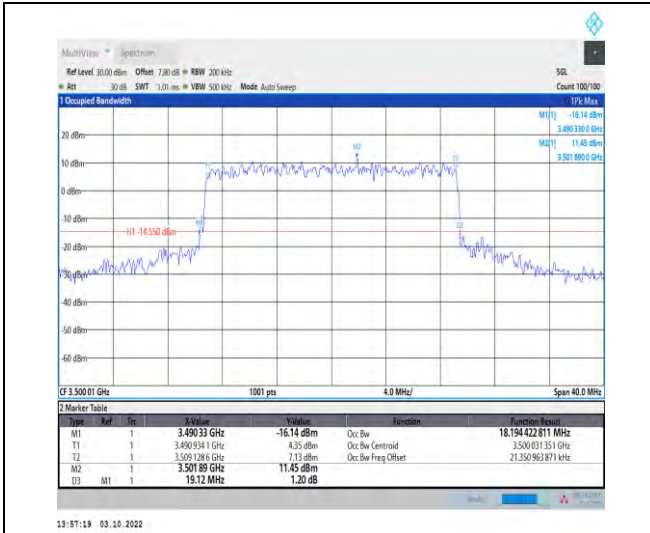 MultiView Spectrum
Ref Level 30.00 dBm Offset 7.80 dB RBW 200 kHz SGL
Att 30 dB SWT 1.01 ms VBW 500 kHz Mode Auto Sweep Count 100/100
1 Occupied Bandwidth 1Pk Max
M1[1] -16.14 dBm
3.490 330 0 GHz
M2[1] 11.45 dBm
3.501 890 0 GHz
20 dBm
M2
10 dBm
T1 T2
0 dBm
-10 dBm
H1 -14.550 dBm
-20 dBm
-30 dBm
-40 dBm
-50 dBm
-60 dBm
CF 3.500 01 GHz 1001 pts 4.0 MHz/ Span 40.0 MHz
2 Marker Table
Type Ref Trc X-Value Y-Value Function Function Result
M1 1 3.490 33 GHz -16.14 dBm Occ Bw 18.194 422 811 MHz
T1 1 3.490 934 1 GHz 4.35 dBm Occ Bw Centroid 3.500 031 351 GHz
T2 1 3.509 128 6 GHz 7.13 dBm Occ Bw Freq Offset 21.350 963 871 kHz
M2 1 3.501 89 GHz 11.45 dBm
D3 M1 1 19.12 MHz 1.20 dB
13:57:19 03.10.2022